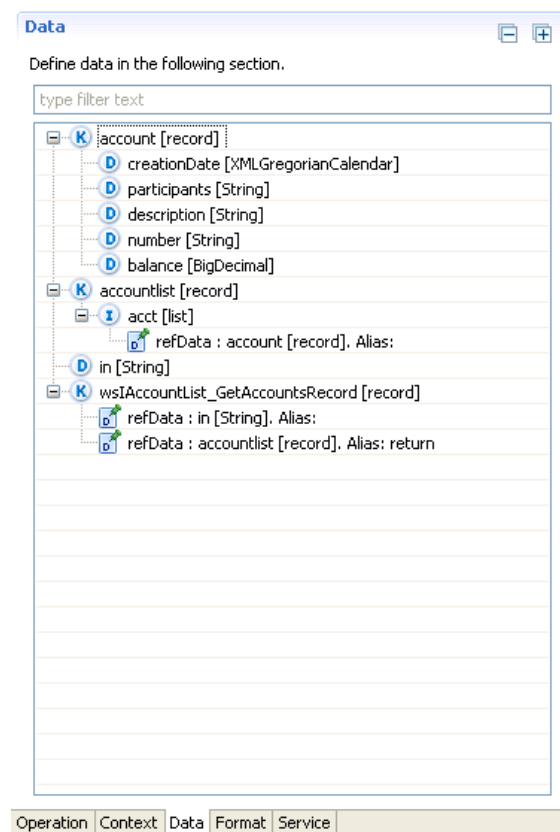 Data
Define data in the following section.
type filter text
K account [record]
D creationDate [XMLGregorianCalendar]
D participants [String]
D description [String]
D number [String]
D balance [BigDecimal]
K accountlist [record]
I acct [list]
D refData : account [record]. Alias:
D in [String]
K wsIAccountList_GetAccountsRecord [record]
D refData : in [String]. Alias:
D refData : accountlist [record]. Alias: return
Operation Context Data Format Service